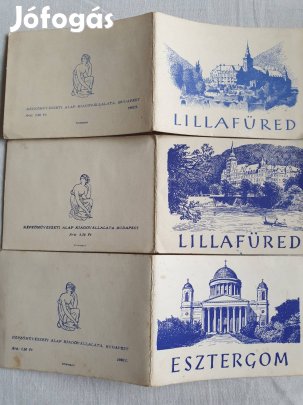 Jófogás
KÉPZŐMŰVÉSZETI ALAP KIADÓVÁLLALATA, BUDAPEST
LILLAFÜRED
KÉPZŐMŰVÉSZETI ALAP KIADÓVÁLLALATA BUDAPEST
LILLAFÜRED
KÉPZŐMŰVÉSZETI ALAP KIADÓVÁLLALATA, BUDAPEST
ESZTERGOM